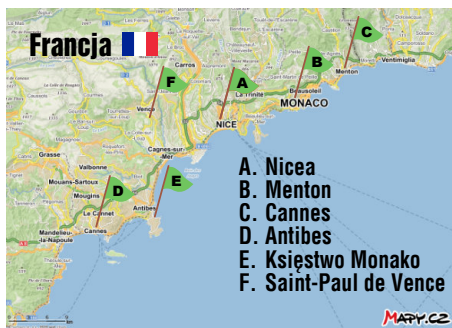 Francja
C
Carros
Ventimiglia
B
Menton
F
A
La Trinité
Beausoleil
Vence
MONACO
NICE
Cagnes-sur-
-Mer
Grasse
Valbonne
Mouans-Sartoux
E
D
Mougins
Antibes
Le Cannet
Mandelieu-
-la-Napoule
Cannes
A. Nicea
B. Menton
C. Cannes
D. Antibes
E. Księstwo Monako
F. Saint-Paul de Vence
km
MAPY.CZ